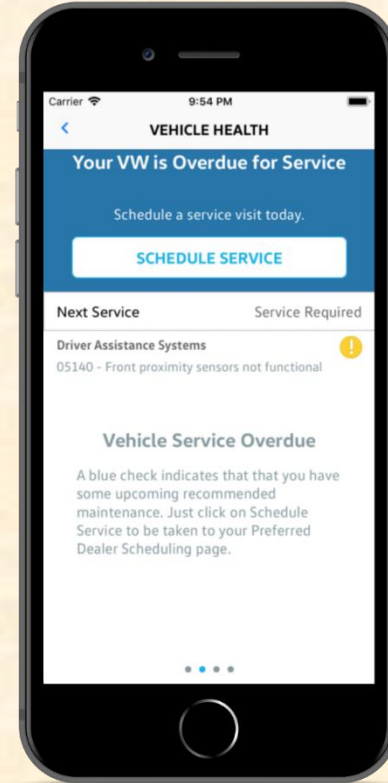 Carrier 9:54 PM
VEHICLE HEALTH
Your VW is Overdue for Service
Schedule a service visit today.
SCHEDULE SERVICE
Next Service Service Required
Driver Assistance Systems
05140 - Front proximity sensors not functional
Vehicle Service Overdue
A blue check indicates that that you have
some upcoming recommended
maintenance. Just click on Schedule
Service to be taken to your Preferred
Dealer Scheduling page.